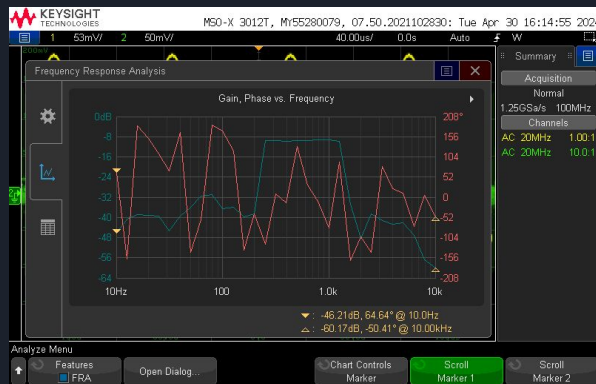 KEYSIGHT
TECHNOLOGIES
MSO-X 3012T, MY55280079, 07.50.2021102830: Tue Apr 30 16:14:55 2024
1 53mV/ 2 50mV/ 40.00us/ 0.0s Auto W
Summary
Frequency Response Analysis
Acquisition
Normal
1.25GSa/s 100MHz
Channels
AC 20MHz 1.00:1
AC 20MHz 10.0:1
Gain, Phase vs. Frequency
0dB 208°
-8 156
-16 104
-24 52
-32 0
-40 -52
-48 -104
-56 -156
-64 -208
10Hz 100 1.0k 10k
: -46.21dB, 64.64° @ 10.0Hz
: -60.17dB, -50.41° @ 10.00kHz
Analyze Menu
Features
FRA
Open Dialog...
Chart Controls
Marker
Scroll
Marker 1
Scroll
Marker 2